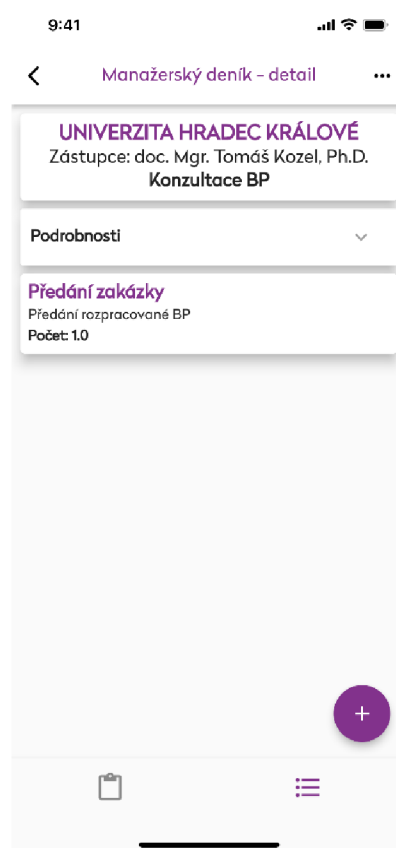 9:41
Manažerský deník - detail
UNIVERZITA HRADEC KRÁLOVÉ
Zástupce: doc. Mgr. Tomáš Kozel, Ph.D.
Konzultace BP
Podrobnosti
Předání zakázky
Předání rozpracované BP
Počet: 1.0